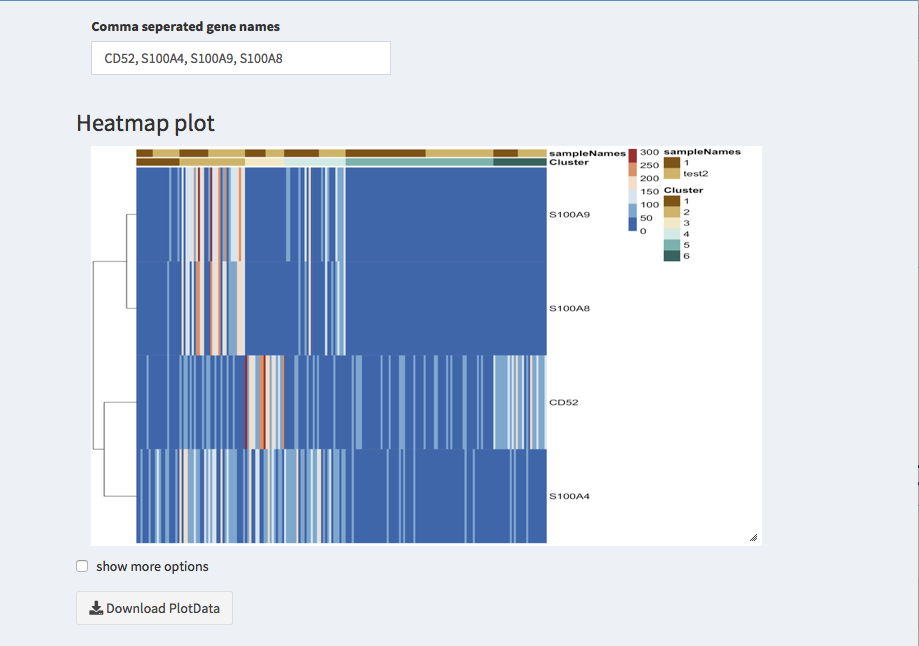 Comma seperated gene names
CD52, S100A4, S100A9, S100A8
Heatmap plot
sampleNames
Cluster
S100A9
S100A8
CD52
S100A4
300
250
200
150
100
50
0
sampleNames
1
test2
Cluster
1
2
3
4
5
6
show more options
Download PlotData